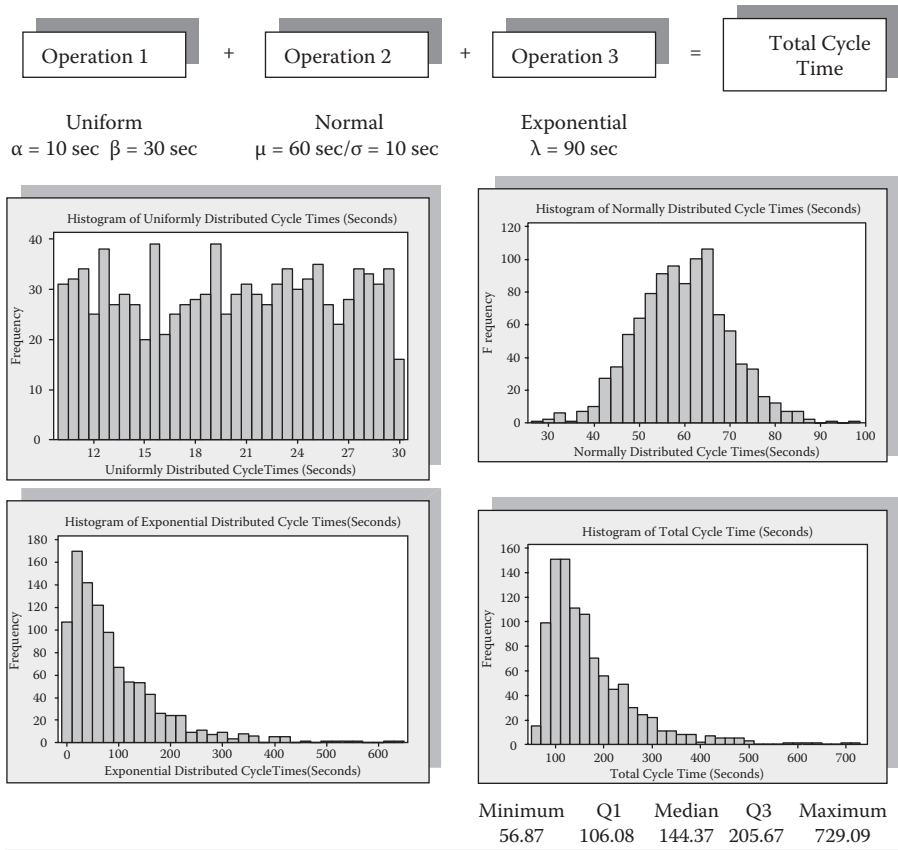 Operation 1 + Operation 2 + Operation 3 = Total Cycle
Time
Uniform Normal Exponential
α = 10 sec β = 30 sec μ = 60 sec/σ = 10 sec λ = 90 sec
Histogram of Uniformly Distributed Cycle Times (Seconds)
Frequency
40
30
20
10
0
12 15 18 21 24 27 30
Uniformly Distributed CycleTimes (Seconds)
Histogram of Normally Distributed Cycle Times (Seconds)
F requency
120
100
80
60
40
20
0
30 40 50 60 70 80 90 100
Normally Distributed Cycle Times(Seconds)
Histogram of Exponential Distributed Cycle Times(Seconds)
Frequency
180
160
140
120
100
80
60
40
20
0
0 100 200 300 400 500 600
Exponential Distributed CycleTimes(Seconds)
Histogram of Total Cycle Time (Seconds)
Frequency
160
140
120
100
80
60
40
20
0
100 200 300 400 500 600 700
Total Cycle Time (Seconds)
Minimum Q1 Median Q3 Maximum
56.87 106.08 144.37 205.67 729.09